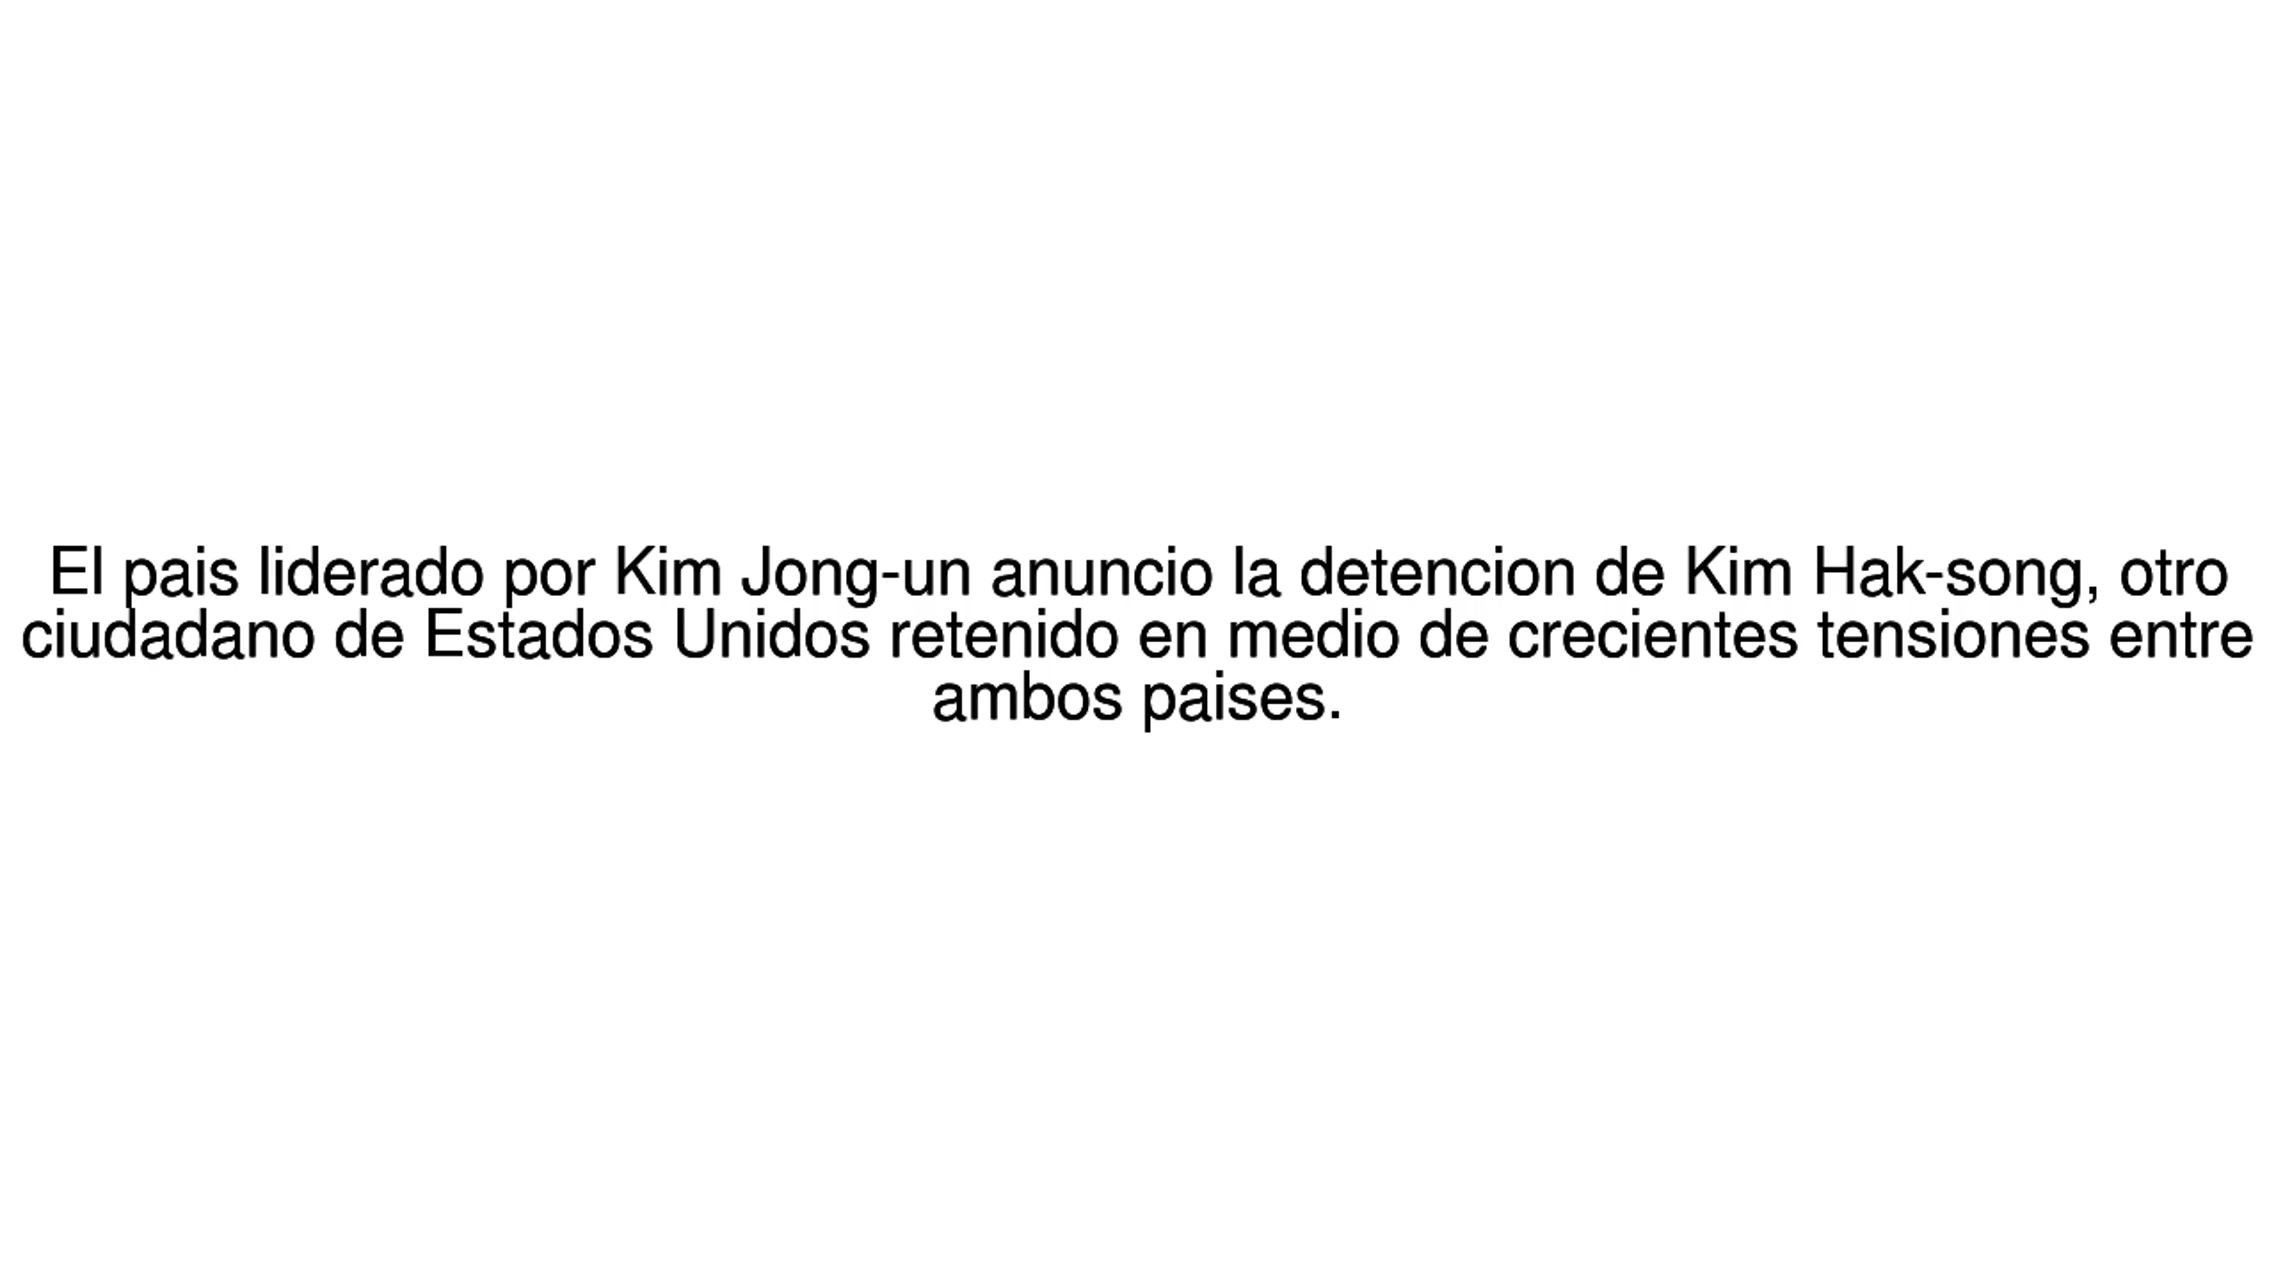 El pais liderado por Kim Jong-un anuncio la detencion de Kim Hak-song, otro
ciudadano de Estados Unidos retenido en medio de crecientes tensiones entre
ambos paises.